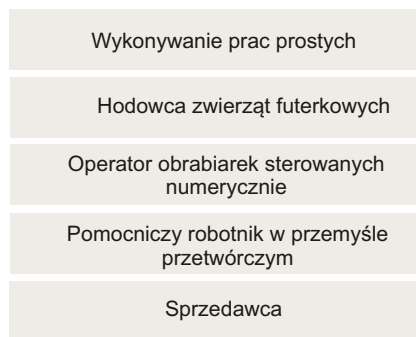 Wykonywanie prac prostych
Hodowca zwierząt futerkowych
Operator obrabiarek sterowanych
numerycznie
Pomocniczy robotnik w przemyśle
przetwórczym
Sprzedawca